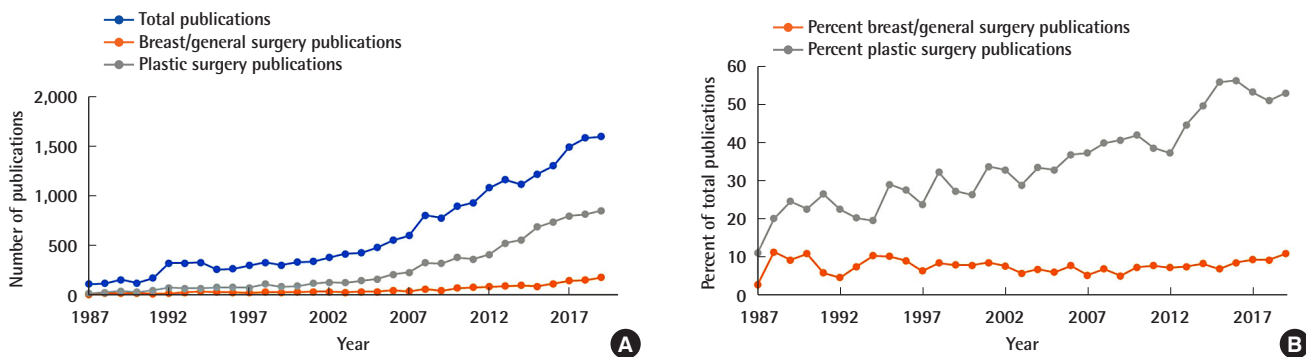 Total publications
Breast/general surgery publications
Plastic surgery publications
Number of publications
2,000
1,500
1,000
500
0
1987 1992 1997 2002 2007 2012 2017
Year
A
Percent breast/general surgery publications
Percent plastic surgery publications
Percent of total publications
60
50
40
30
20
10
0
1987 1992 1997 2002 2007 2012 2017
Year
B